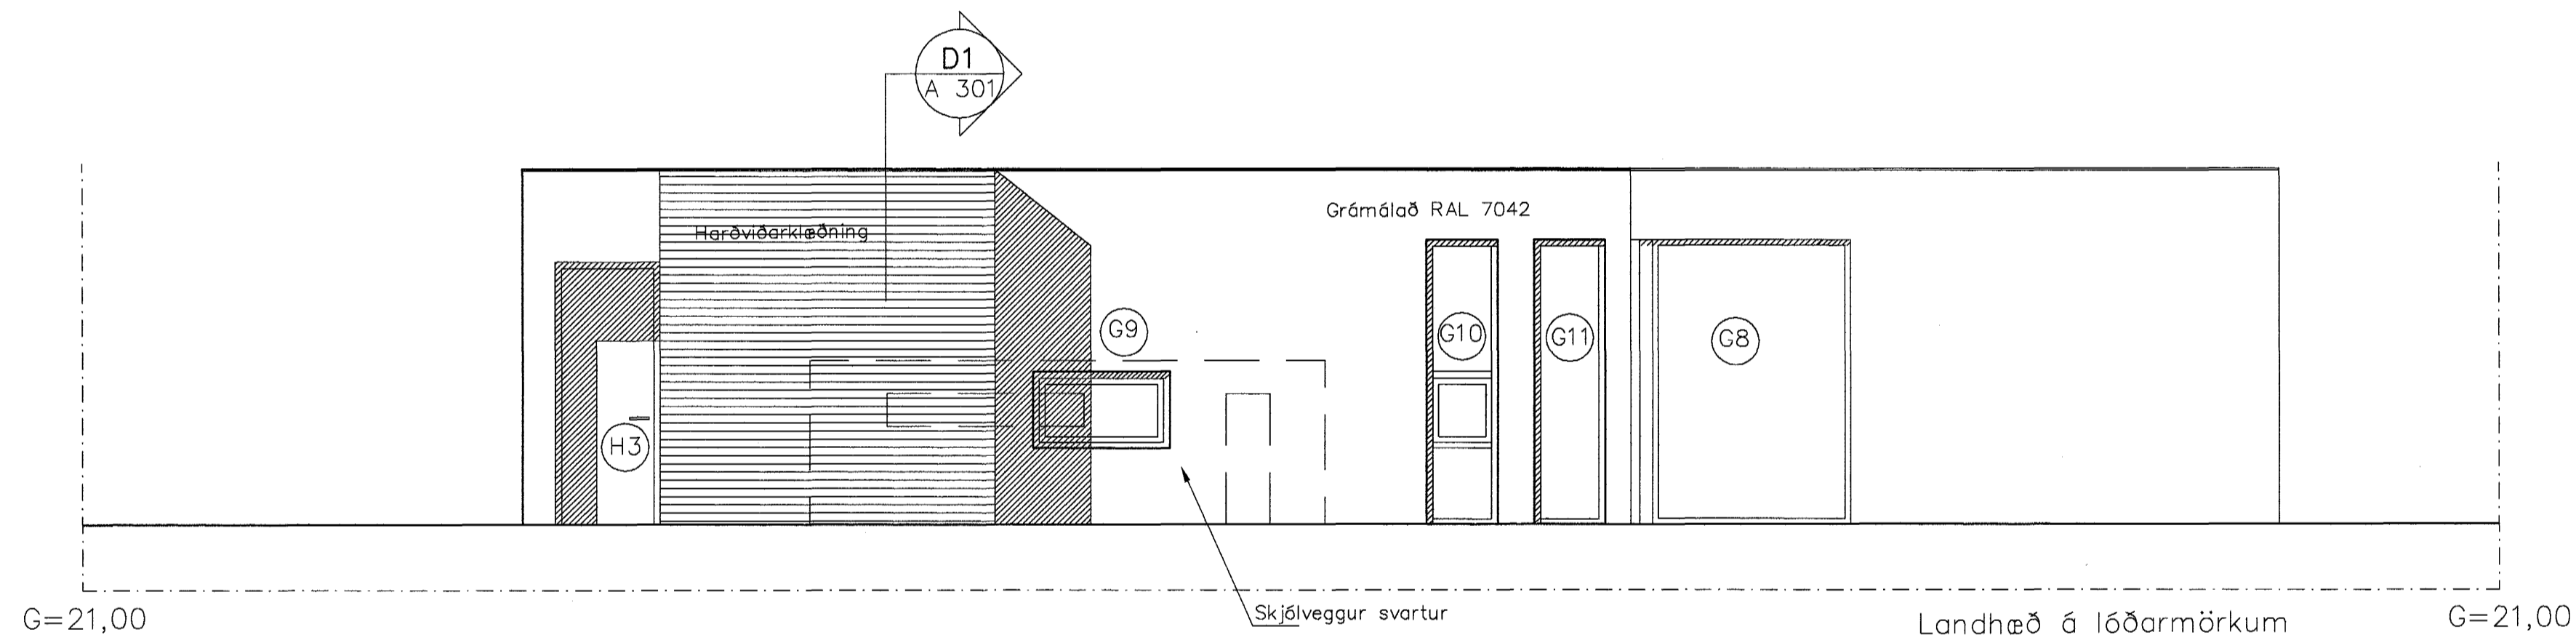 D1
A 301
Grámálað RAL 7042
Harðviðarklæðning
G9
G10
G11
G8
H3
Skjólveggur svartur
G=21,00
Landhæð á lóðarmörkum
G=21,00